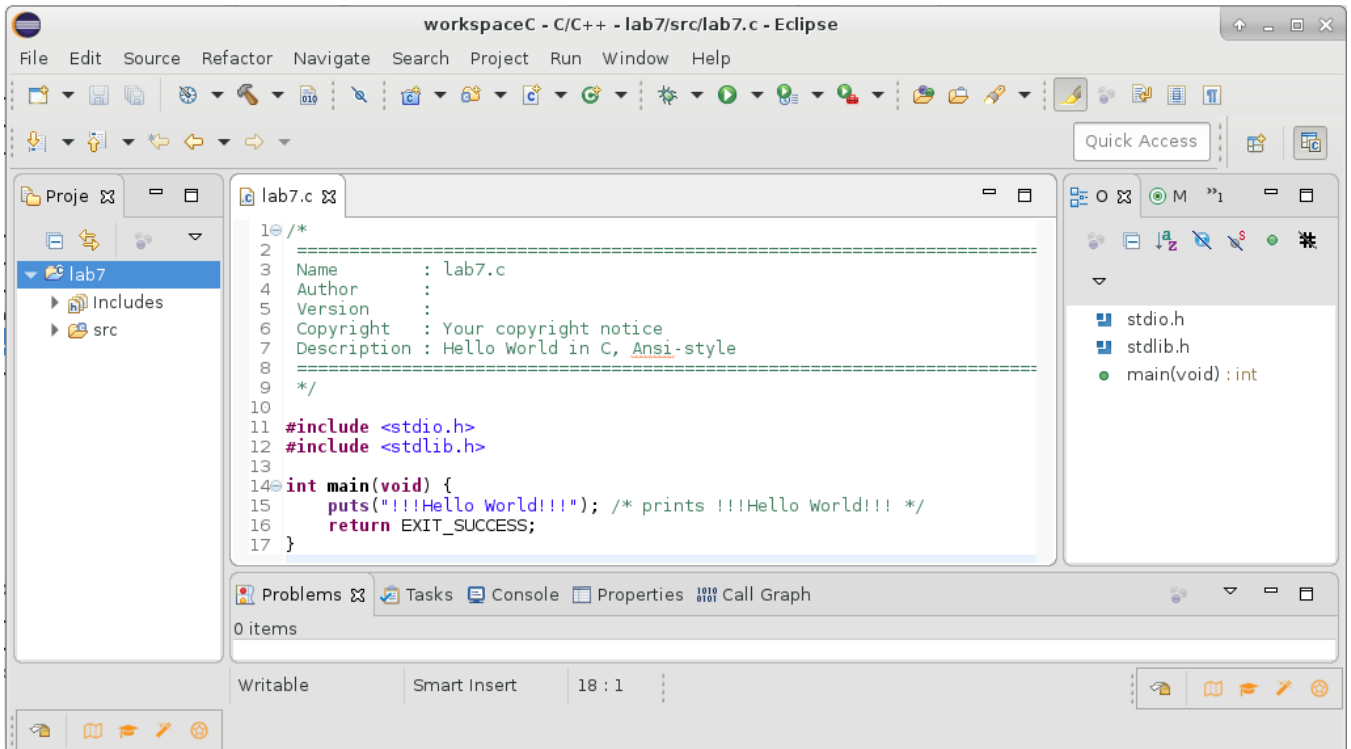 workspaceC - C/C++ - lab7/src/lab7.c - Eclipse
File Edit Source Refactor Navigate Search Project Run Window Help
Quick Access
Proje
lab7
Includes
src
lab7.c
1 /*
2 ============================================================================
3 Name : lab7.c
4 Author :
5 Version :
6 Copyright : Your copyright notice
7 Description : Hello World in C, Ansi-style
8 ============================================================================
9 */
10
11 #include <stdio.h>
12 #include <stdlib.h>
13
14 int main(void) {
15 puts("!!!Hello World!!!"); /* prints !!!Hello World!!! */
16 return EXIT_SUCCESS;
17 }
O M »1
stdio.h
stdlib.h
main(void) : int
Problems Tasks Console Properties Call Graph
0 items
Writable Smart Insert 18 : 1